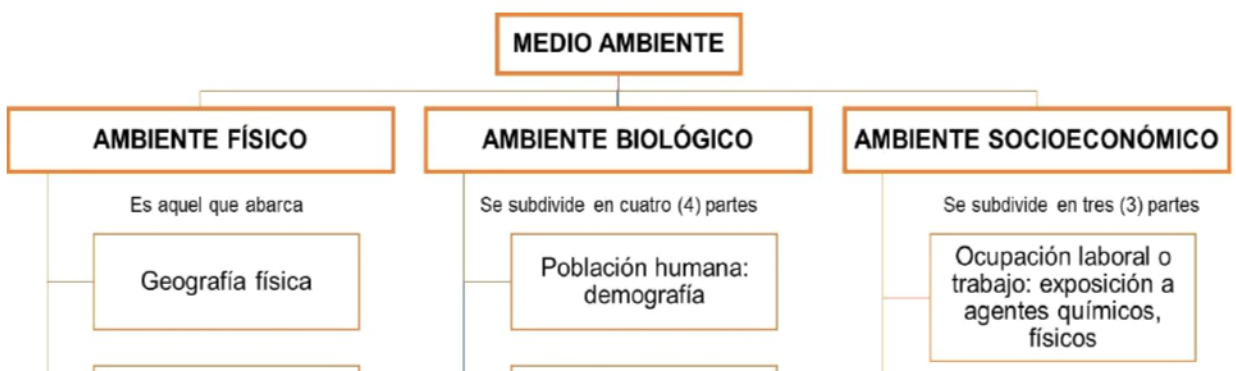 MEDIO AMBIENTE
AMBIENTE FÍSICO
Es aquel que abarca
Geografía física
AMBIENTE BIOLÓGICO
Se subdivide en cuatro (4) partes
Población humana:
demografía
AMBIENTE SOCIOECONÓMICO
Se subdivide en tres (3) partes
Ocupación laboral o
trabajo: exposición a
agentes químicos,
físicos